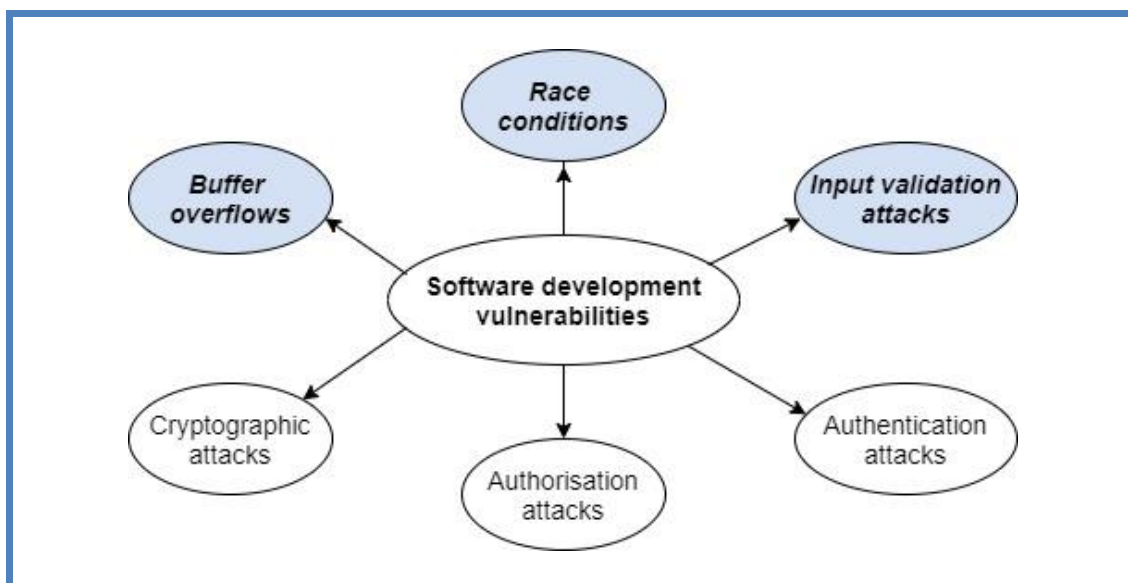 Race
conditions
Buffer
overflows
Input validation
attacks
Software development
vulnerabilities
Cryptographic
attacks
Authorisation
attacks
Authentication
attacks